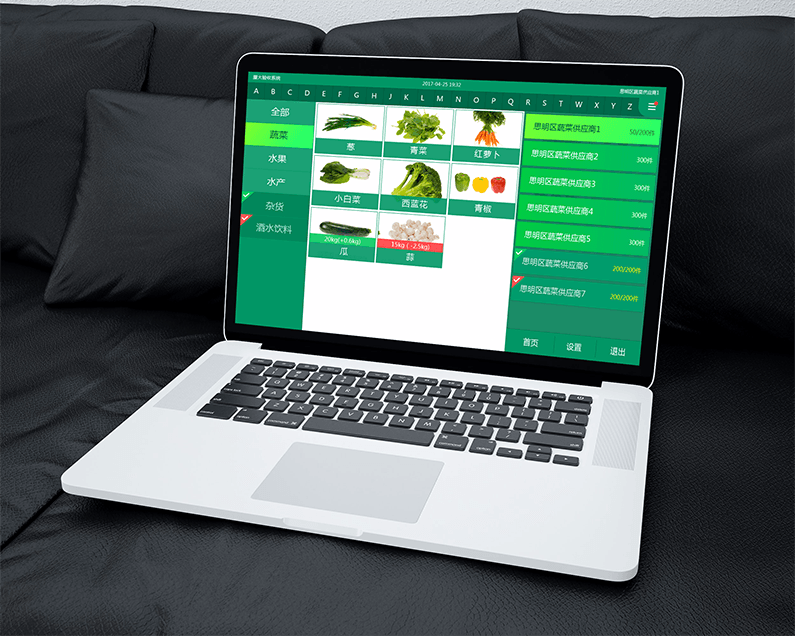 厦大验收系统
2017-04-25 19:32
思明区蔬菜供应商1
A B C D E F G H J K L M N O P Q R S T W X Y Z
全部
蔬菜
水果
水产
杂货
酒水饮料
葱
青菜
红萝卜
小白菜
西蓝花
青椒
20kg(+0.6kg)
瓜
15kg ( -2.5kg)
蒜
思明区蔬菜供应商1 50/200件
思明区蔬菜供应商2 300件
思明区蔬菜供应商3 300件
思明区蔬菜供应商4 300件
思明区蔬菜供应商5 300件
思明区蔬菜供应商6 200/200件
思明区蔬菜供应商7 200/200件
首页 设置 退出